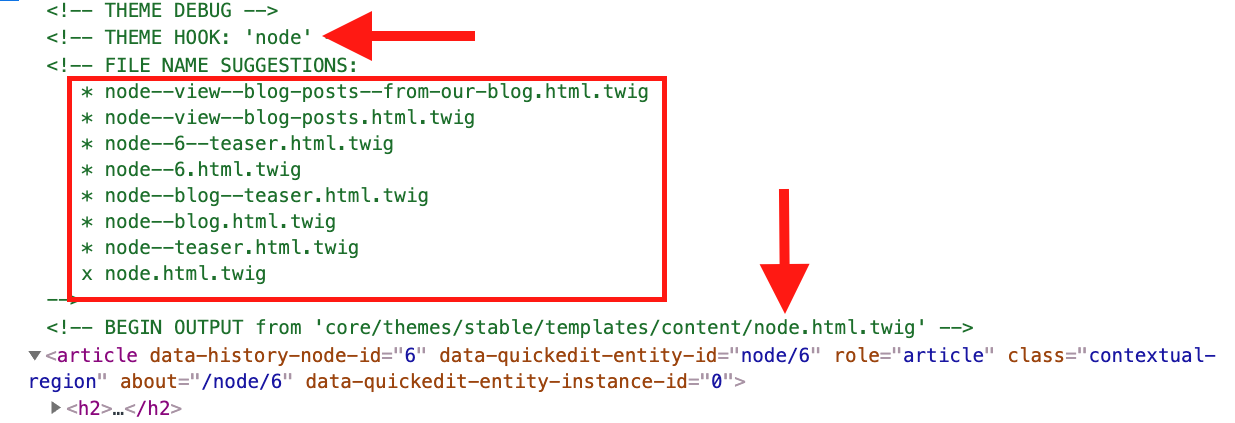 <!-- THEME DEBUG -->
<!-- THEME HOOK: 'node'
<!-- FILE NAME SUGGESTIONS:
* node--view--blog-posts--from-our-blog.html.twig
* node--view--blog-posts.html.twig
* node--6--teaser.html.twig
* node--6.html.twig
* node--blog--teaser.html.twig
* node--blog.html.twig
* node--teaser.html.twig
x node.html.twig
-->
<!-- BEGIN OUTPUT from 'core/themes/stable/templates/content/node.html.twig' -->
▼<article data-history-node-id="6" data-quickedit-entity-id="node/6" role="article" class="contextual-
region" about="/node/6" data-quickedit-entity-instance-id="0">
▶<h2>…</h2>